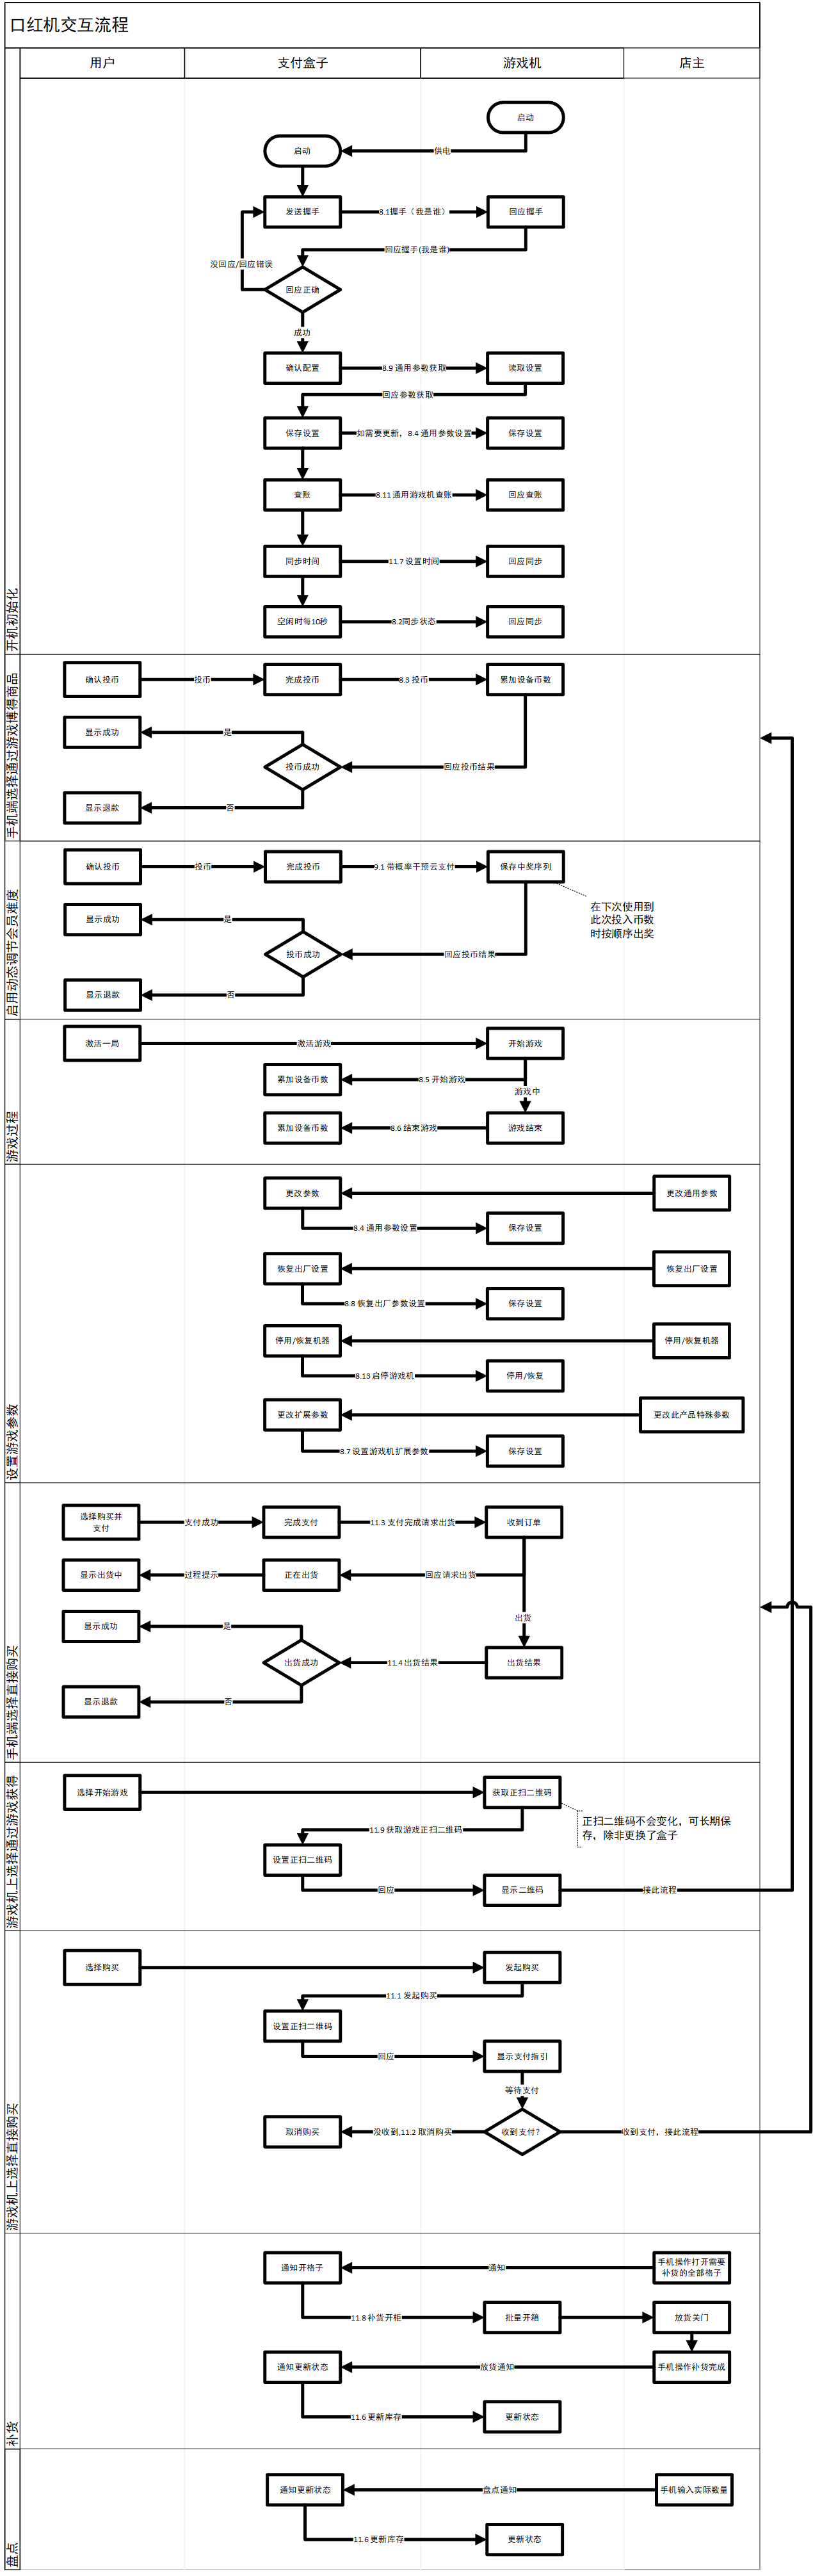 口红机交互流程
用户
支付盒子
游戏机
店主
开机初始化
启动
启动
供电
发送握手
8.1握手（我是谁）
回应握手
回应握手(我是谁)
没回应/回应错误
回应正确
成功
确认配置
8.9 通用参数获取
读取设置
回应参数获取
保存设置
如需要更新，8.4 通用参数设置
保存设置
查账
8.11 通用游戏机查账
回应查账
同步时间
11.7 设置时间
回应同步
空闲时每10秒
8.2同步状态
回应同步
手机端选择通过游戏博得商品
确认投币
投币
完成投币
8.3 投币
累加设备币数
显示成功
是
投币成功
回应投币结果
显示退款
否
启用动态调节会员难度
确认投币
投币
完成投币
9.1 带概率干预云支付
保存中奖序列
在下次使用到
此次投入币数
时按顺序出奖
显示成功
是
投币成功
回应投币结果
显示退款
否
游戏过程
激活一局
激活游戏
开始游戏
累加设备币数
8.5 开始游戏
游戏中
累加设备币数
8.6 结束游戏
游戏结束
设置游戏参数
更改参数
更改通用参数
8.4 通用参数设置
保存设置
恢复出厂设置
恢复出厂设置
8.8 恢复出厂参数设置
保存设置
停用/恢复机器
停用/恢复机器
8.13 启停游戏机
停用/恢复
更改扩展参数
更改此产品特殊参数
8.7 设置游戏机扩展参数
保存设置
手机端选择直接购买
选择购买并
支付
支付成功
完成支付
11.3 支付完成请求出货
收到订单
显示出货中
过程提示
正在出货
回应请求出货
出货
显示成功
是
出货成功
11.4 出货结果
出货结果
显示退款
否
游戏机上选择通过游戏获得
选择开始游戏
获取正扫二维码
正扫二维码不会变化，可长期保
存，除非更换了盒子
11.9 获取游戏正扫二维码
设置正扫二维码
回应
显示二维码
接此流程
游戏机上选择直接购买
选择购买
发起购买
11.1 发起购买
设置正扫二维码
回应
显示支付指引
等待支付
取消购买
没收到,11.2 取消购买
收到支付？
收到支付，接此流程
补货
通知开格子
通知
手机操作打开需要
补货的全部格子
11.8 补货开柜
批量开箱
放货关门
通知更新状态
放货通知
手机操作补货完成
11.6 更新库存
更新状态
盘点
通知更新状态
盘点通知
手机输入实际数量
11.6 更新库存
更新状态